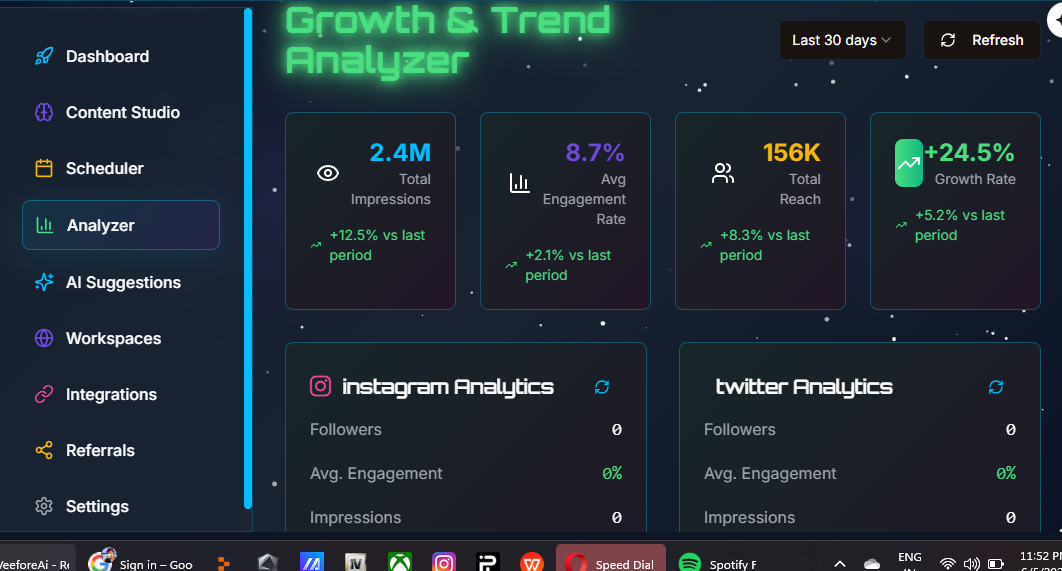 Growth & Trend
Analyzer
Last 30 days
Refresh
Dashboard
Content Studio
Scheduler
Analyzer
AI Suggestions
Workspaces
Integrations
Referrals
Settings
2.4M
Total
Impressions
+12.5% vs last
period
8.7%
Avg
Engagement
Rate
+2.1% vs last
period
156K
Total
Reach
+8.3% vs last
period
+24.5%
Growth Rate
+5.2% vs last
period
instagram Analytics
Followers 0
Avg. Engagement 0%
Impressions 0
twitter Analytics
Followers 0
Avg. Engagement 0%
Impressions 0
VeeforeAi - Re
Sign in – Goo
Speed Dial
Spotify F
ENG
IN
11:52 PM